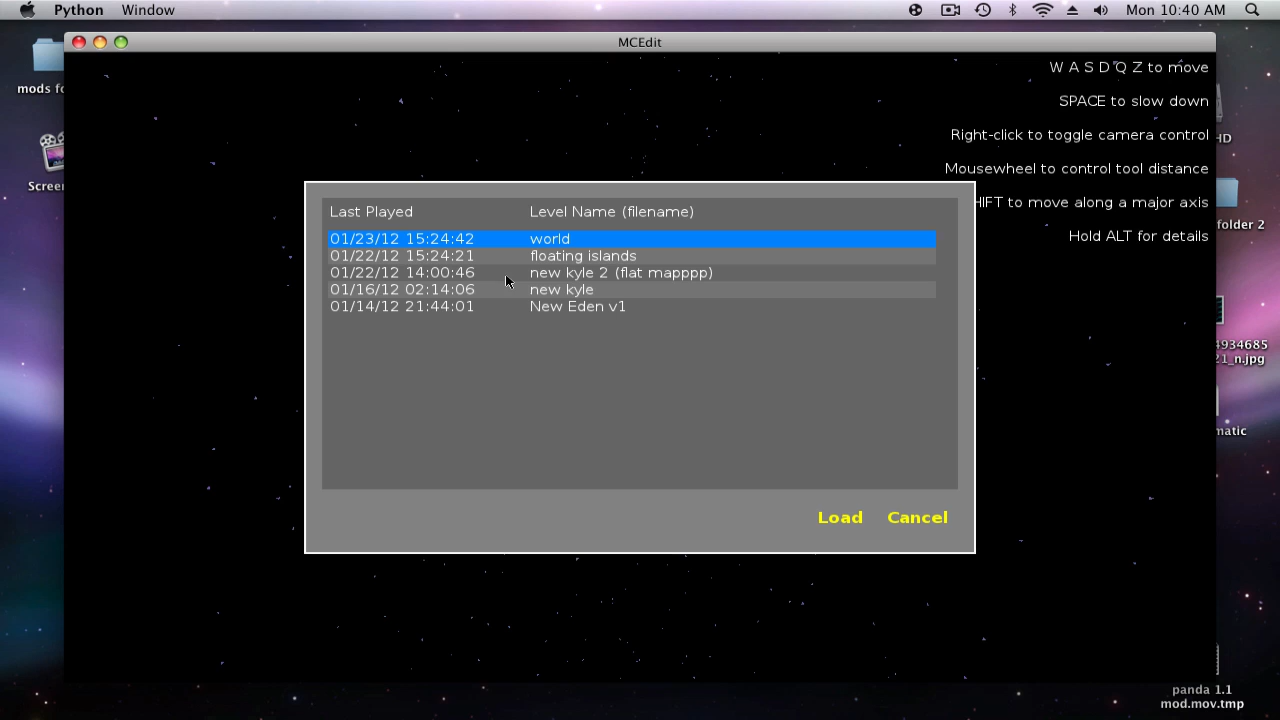 Python Window Mon 10:40 AM
MCEdit
W A S D Q Z to move
SPACE to slow down
Right-click to toggle camera control
Mousewheel to control tool distance
HIFT to move along a major axis
Hold ALT for details
Last Played Level Name (filename)
01/23/12 15:24:42 world
01/22/12 15:24:21 floating islands
01/22/12 14:00:46 new kyle 2 (flat mapppp)
01/16/12 02:14:06 new kyle
01/14/12 21:44:01 New Eden v1
Load Cancel
mods fo
Screer
HD
folder 2
4934685
21_n.jpg
matic
panda 1.1
mod.mov.tmp